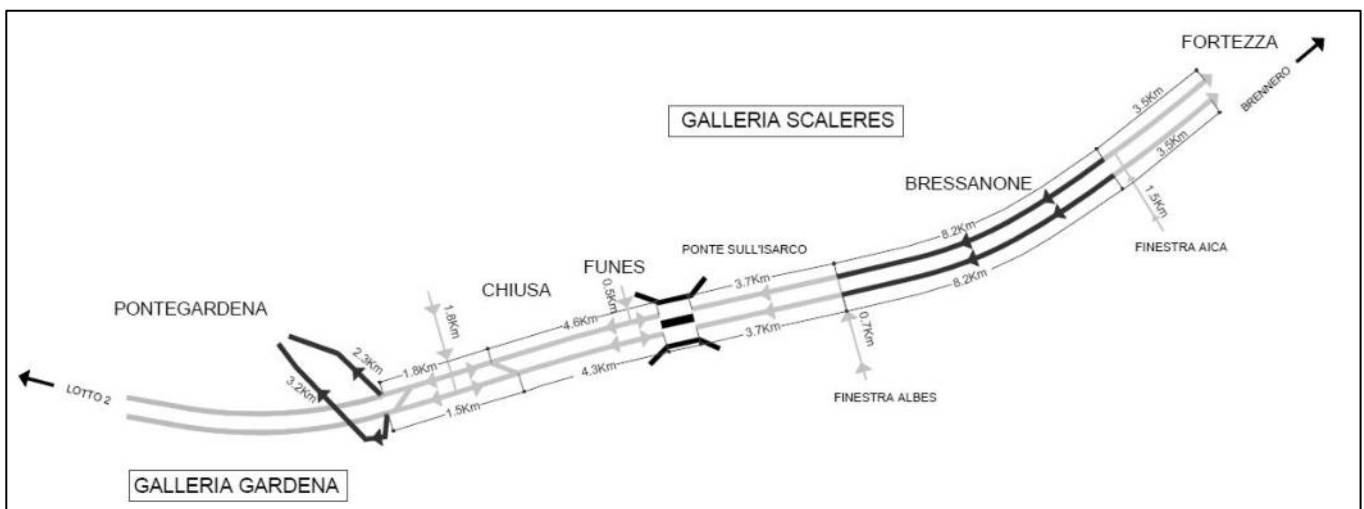 FORTEZZA
BRENNERO
3.5Km
3.5Km
GALLERIA SCALERES
BRESSANONE
1.5Km
FINESTRA AICA
8.2Km
8.2Km
PONTE SULL'ISARCO
3.7Km
3.7Km
0.7Km
FINESTRA ALBES
FUNES
0.5Km
CHIUSA
4.6Km
4.3Km
1.8Km
1.8Km
1.5Km
PONTEGARDENA
2.3Km
3.2Km
LOTTO 2
GALLERIA GARDENA